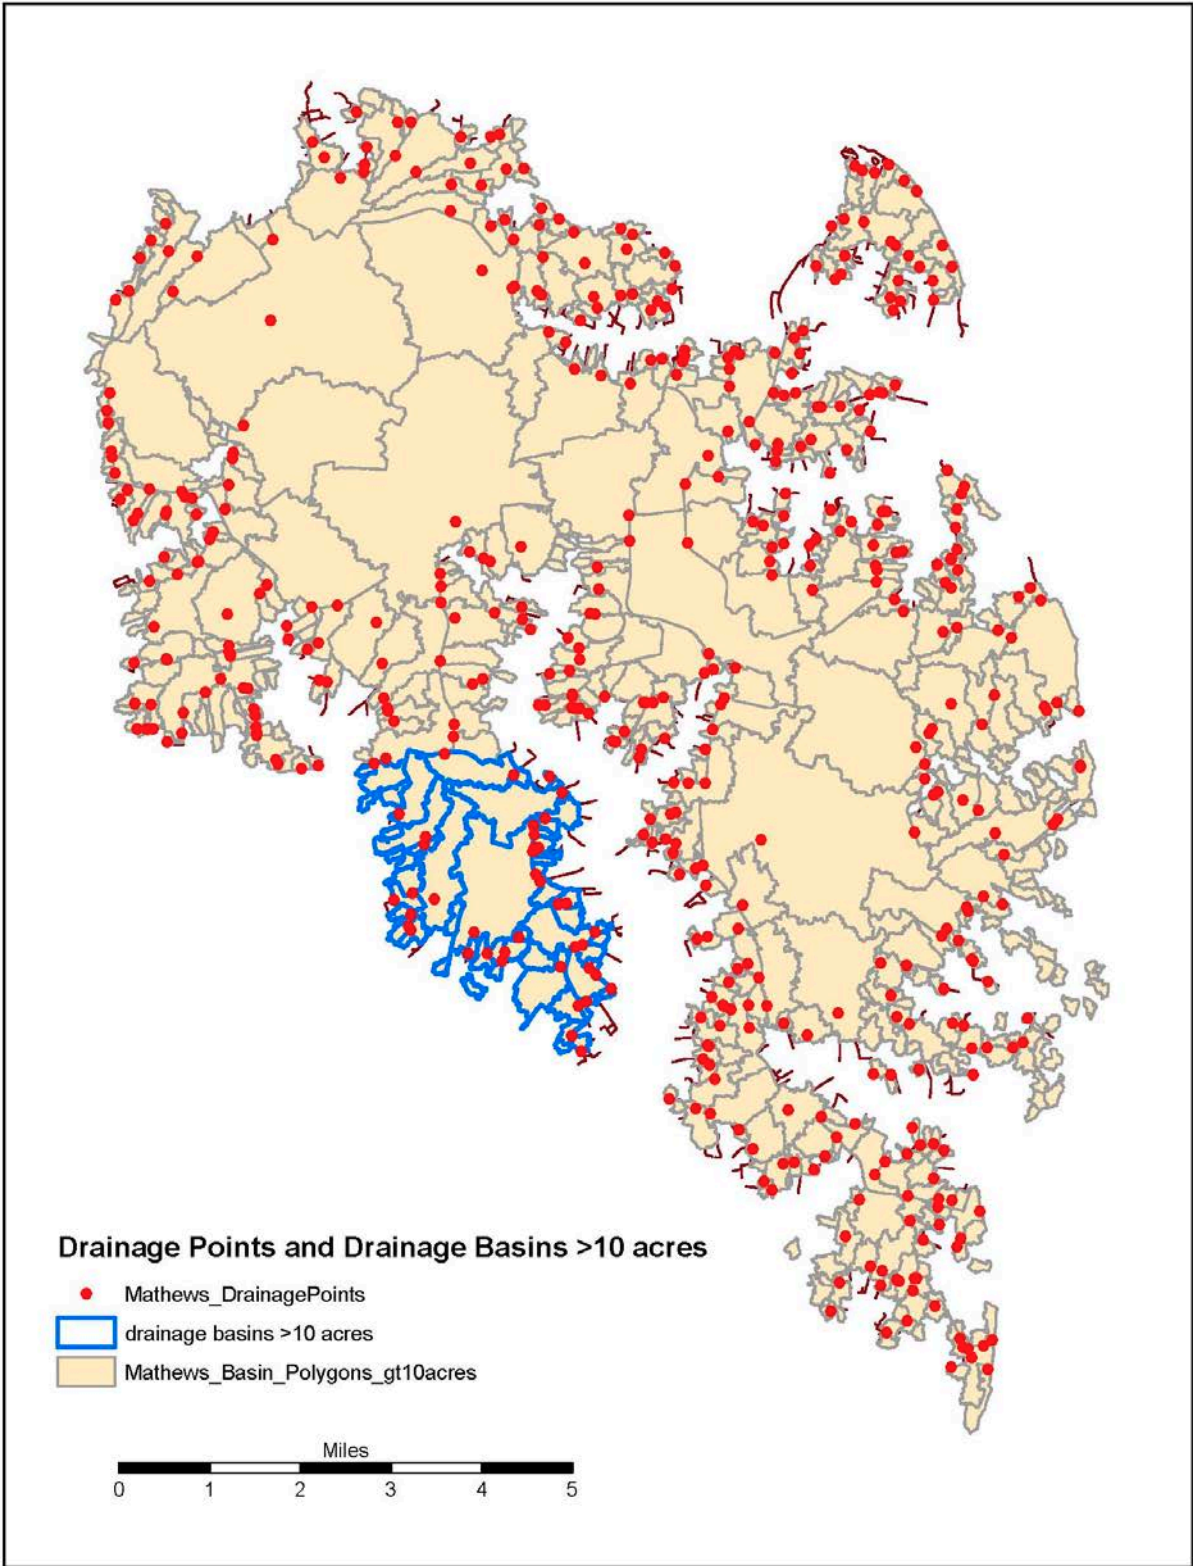 Drainage Points and Drainage Basins >10 acres
Mathews_DrainagePoints
drainage basins >10 acres
Mathews_Basin_Polygons_gt10acres
Miles
0 1 2 3 4 5